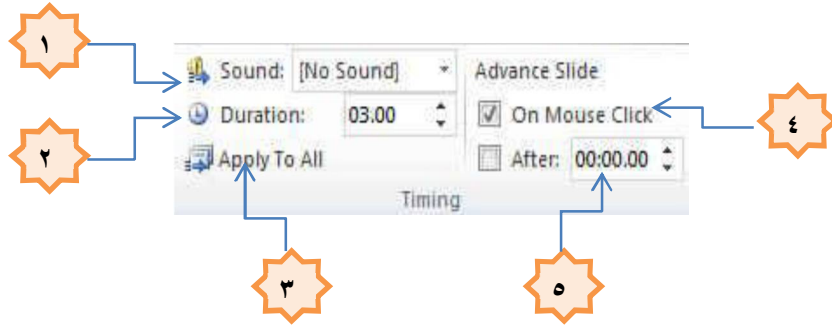 ١
Sound: [No Sound]
Advance Slide
٢
Duration: 03.00
On Mouse Click
٤
Apply To All
After: 00:00.00
Timing
٣
٥